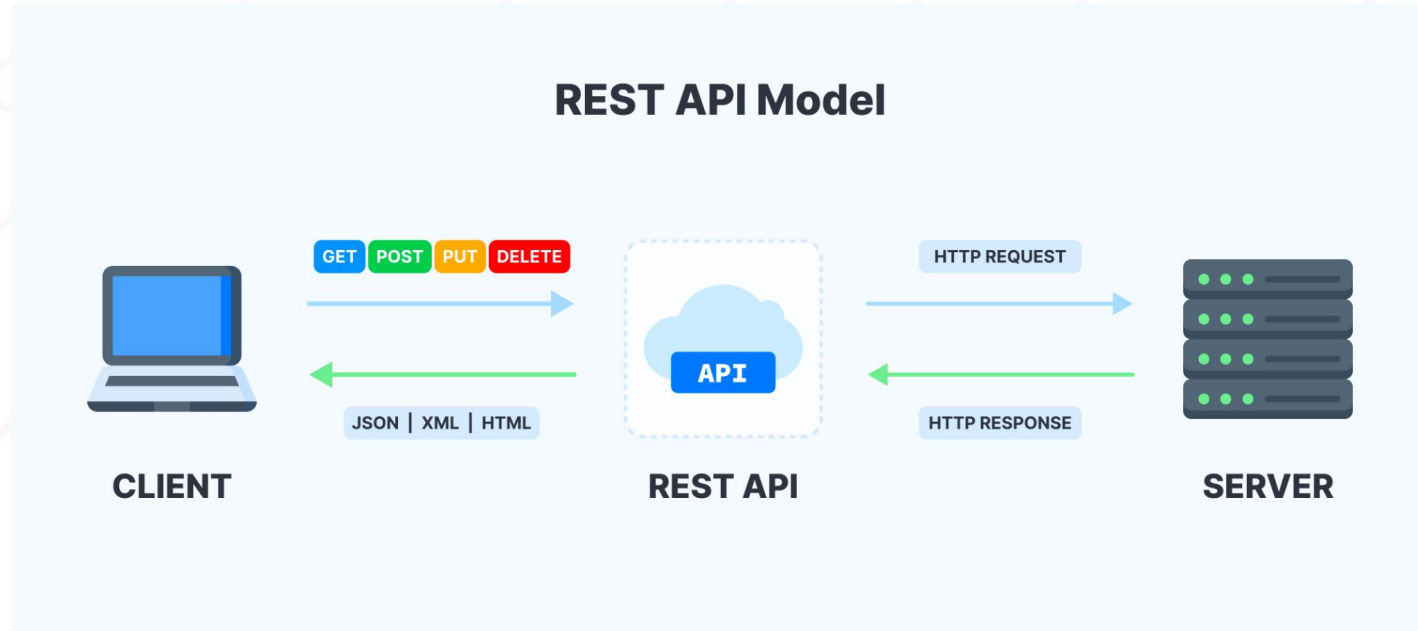 REST API Model
GET POST PUT DELETE
HTTP REQUEST
API
JSON | XML | HTML
HTTP RESPONSE
CLIENT
REST API
SERVER